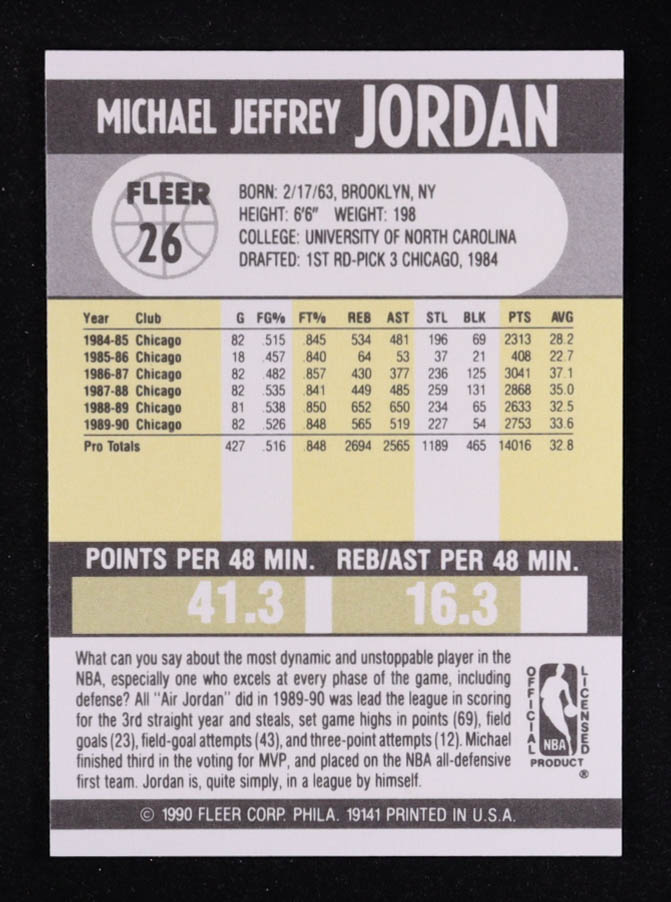 MICHAEL JEFFREY JORDAN
FLEER
26
BORN: 2/17/63, BROOKLYN, NY
HEIGHT: 6'6" WEIGHT: 198
COLLEGE: UNIVERSITY OF NORTH CAROLINA
DRAFTED: 1ST RD-PICK 3 CHICAGO, 1984
Year Club G FG% FT% REB AST STL BLK PTS AVG
1984-85 Chicago 82 .515 .845 534 481 196 69 2313 28.2
1985-86 Chicago 18 .457 .840 64 53 37 21 408 22.7
1986-87 Chicago 82 .482 .857 430 377 236 125 3041 37.1
1987-88 Chicago 82 .535 .841 449 485 259 131 2868 35.0
1988-89 Chicago 81 .538 .850 652 650 234 65 2633 32.5
1989-90 Chicago 82 .526 .848 565 519 227 54 2753 33.6
Pro Totals 427 .516 .848 2694 2565 1189 465 14016 32.8
POINTS PER 48 MIN. REB/AST PER 48 MIN.
41.3 16.3
What can you say about the most dynamic and unstoppable player in the
NBA, especially one who excels at every phase of the game, including
defense? All "Air Jordan" did in 1989-90 was lead the league in scoring
for the 3rd straight year and steals, set game highs in points (69), field
goals (23), field-goal attempts (43), and three-point attempts (12). Michael
finished third in the voting for MVP, and placed on the NBA all-defensive
first team. Jordan is, quite simply, in a league by himself.
OFFICIAL
NBA
LICENSED
PRODUCT
®
© 1990 FLEER CORP. PHILA. 19141 PRINTED IN U.S.A.